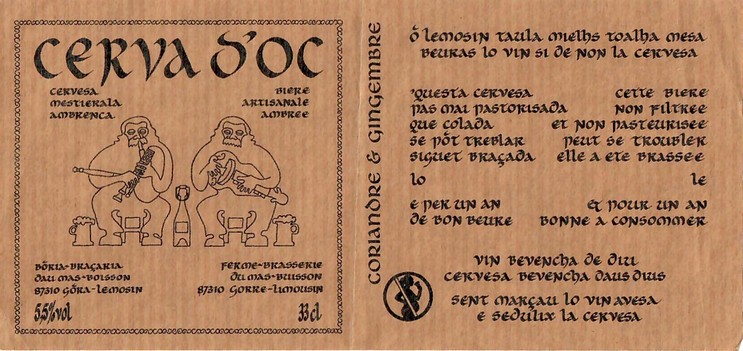 CERVA D'OC
CERVESA
MESTIERALA
AMBRENCA
BIERE
ARTISANALE
AMBREE
BÒRIA-BRAÇARIA
DAU MAS-BOISSON
87310 GÒRA-LEMOSIN
5,5%vol
FERME-BRASSERIE
DU MAS-BUISSON
87310 GORRE-LIMOUSIN
33cl
CORIANDRE & GINGEMBRE
Ò LEMOSIN TAULA MIELHS TOALHA MESA
BEURAS LO VIN SI DE NON LA CERVESA
'QUESTA CERVESA
PAS MAI PASTORISADA
QUE COLADA
SE PÒT TREBLAR
SIGUET BRAÇADA
LO
E PER UN AN
DE BON BEURE
CETTE BIERE
NON FILTREE
ET NON PASTEURISEE
PEUT SE TROUBLER
ELLE A ETE BRASSEE
LE
ET POUR UN AN
BONNE A CONSOMMER
VIN BEVENCHA DE DIU
CERVESA BEVENCHA DAUS DIUS
SENT MARÇAU LO VIN AVESA
E SEDULIX LA CERVESA